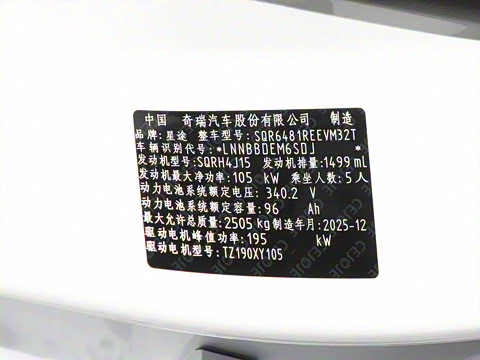 中国 奇瑞汽车股份有限公司 制造
品牌:星途 整车型号:SQR6481REEVM32T
车辆识别代号:*LNNBBDEM6SDJ *
发动机型号:SQRH4J15 发动机排量:1499 ml
发动机最大净功率:105 kW 乘坐人数:5人
动力电池系统额定电压:340.2 V
动力电池系统额定容量:96 Ah
最大允许总质量:2505 kg 制造年月:2025-12
驱动电机峰值功率:195 kW
驱动电机型号:TZ190XY105